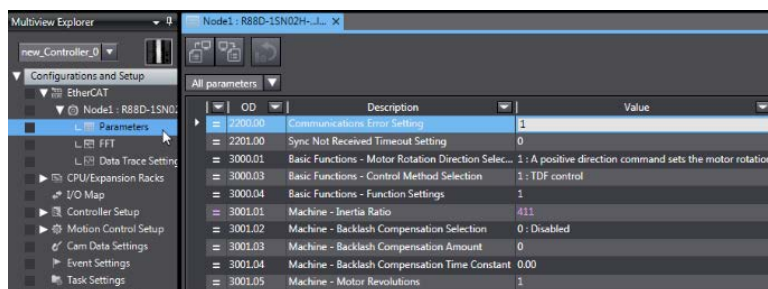 Multiview Explorer
Node1 : R88D-1SN02H-...I... X
new_Controller_0
Configurations and Setup
All parameters
EtherCAT
OD Description Value
Node1 : R88D-1SN0
2200.00 Communications Error Setting 1
Parameters
2201.00 Sync Not Received Timeout Setting 0
FFT
3000.01 Basic Functions - Motor Rotation Direction Selec... 1 : A positive direction command sets the motor rotation
Data Trace Setting
3000.03 Basic Functions - Control Method Selection 1 : TDF control
CPU/Expansion Racks
3000.04 Basic Functions - Function Settings 1
I/O Map
3001.01 Machine - Inertia Ratio 411
Controller Setup
3001.02 Machine - Backlash Compensation Selection 0 : Disabled
Motion Control Setup
3001.03 Machine - Backlash Compensation Amount 0
Cam Data Settings
3001.04 Machine - Backlash Compensation Time Constant 0.00
Event Settings
3001.05 Machine - Motor Revolutions 1
Task Settings